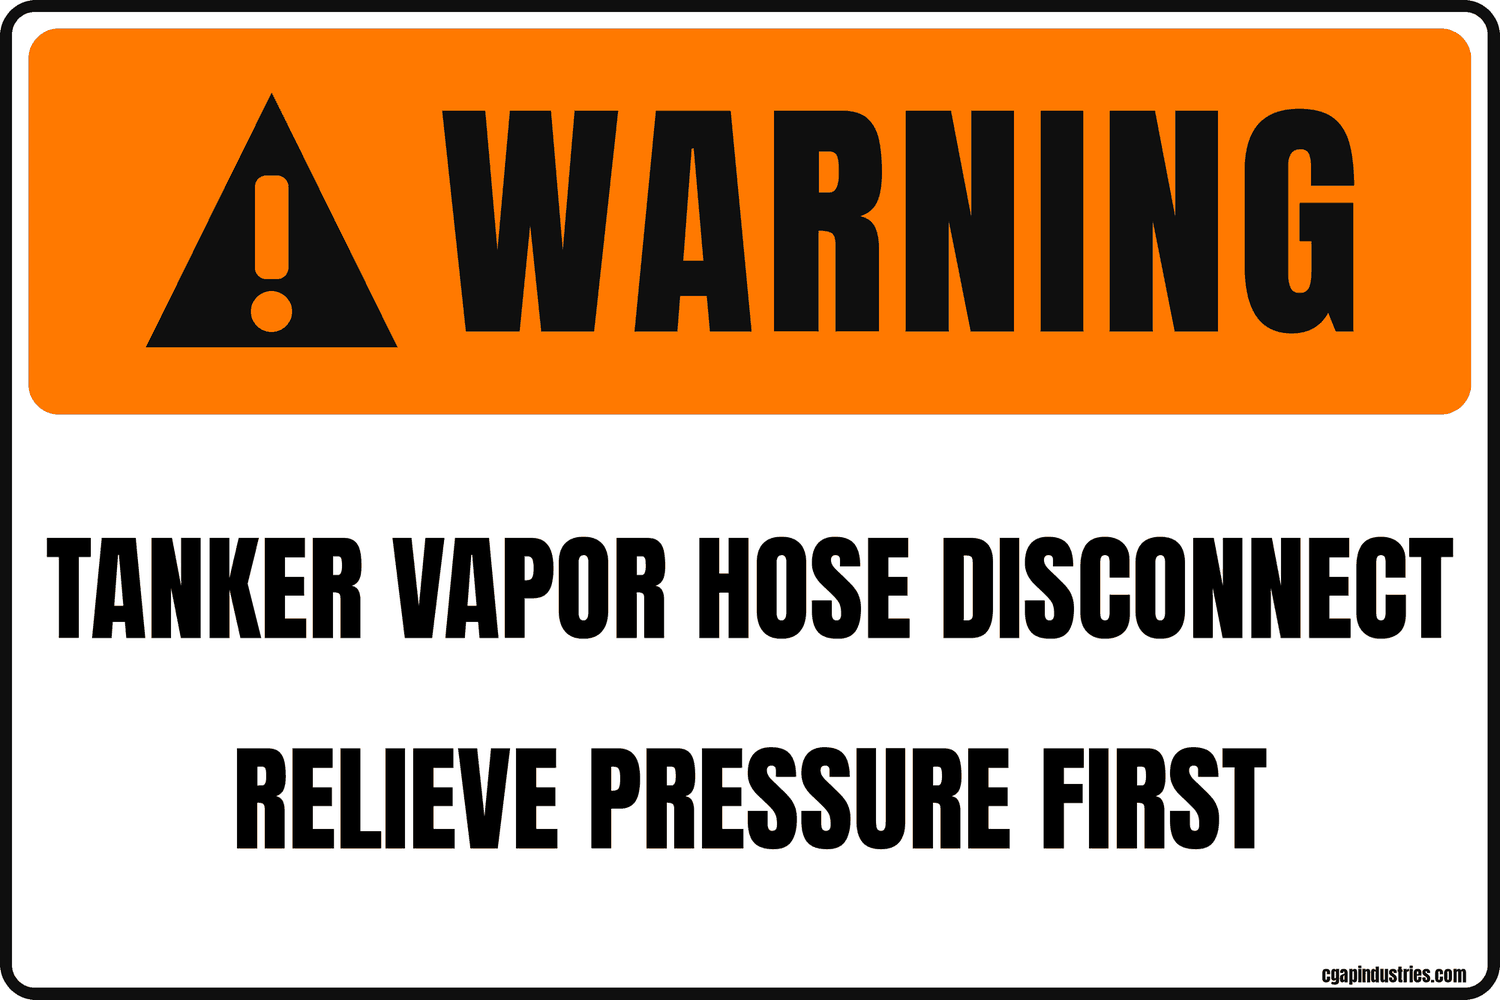 WARNING
TANKER VAPOR HOSE DISCONNECT
RELIEVE PRESSURE FIRST
cgapindustries.com